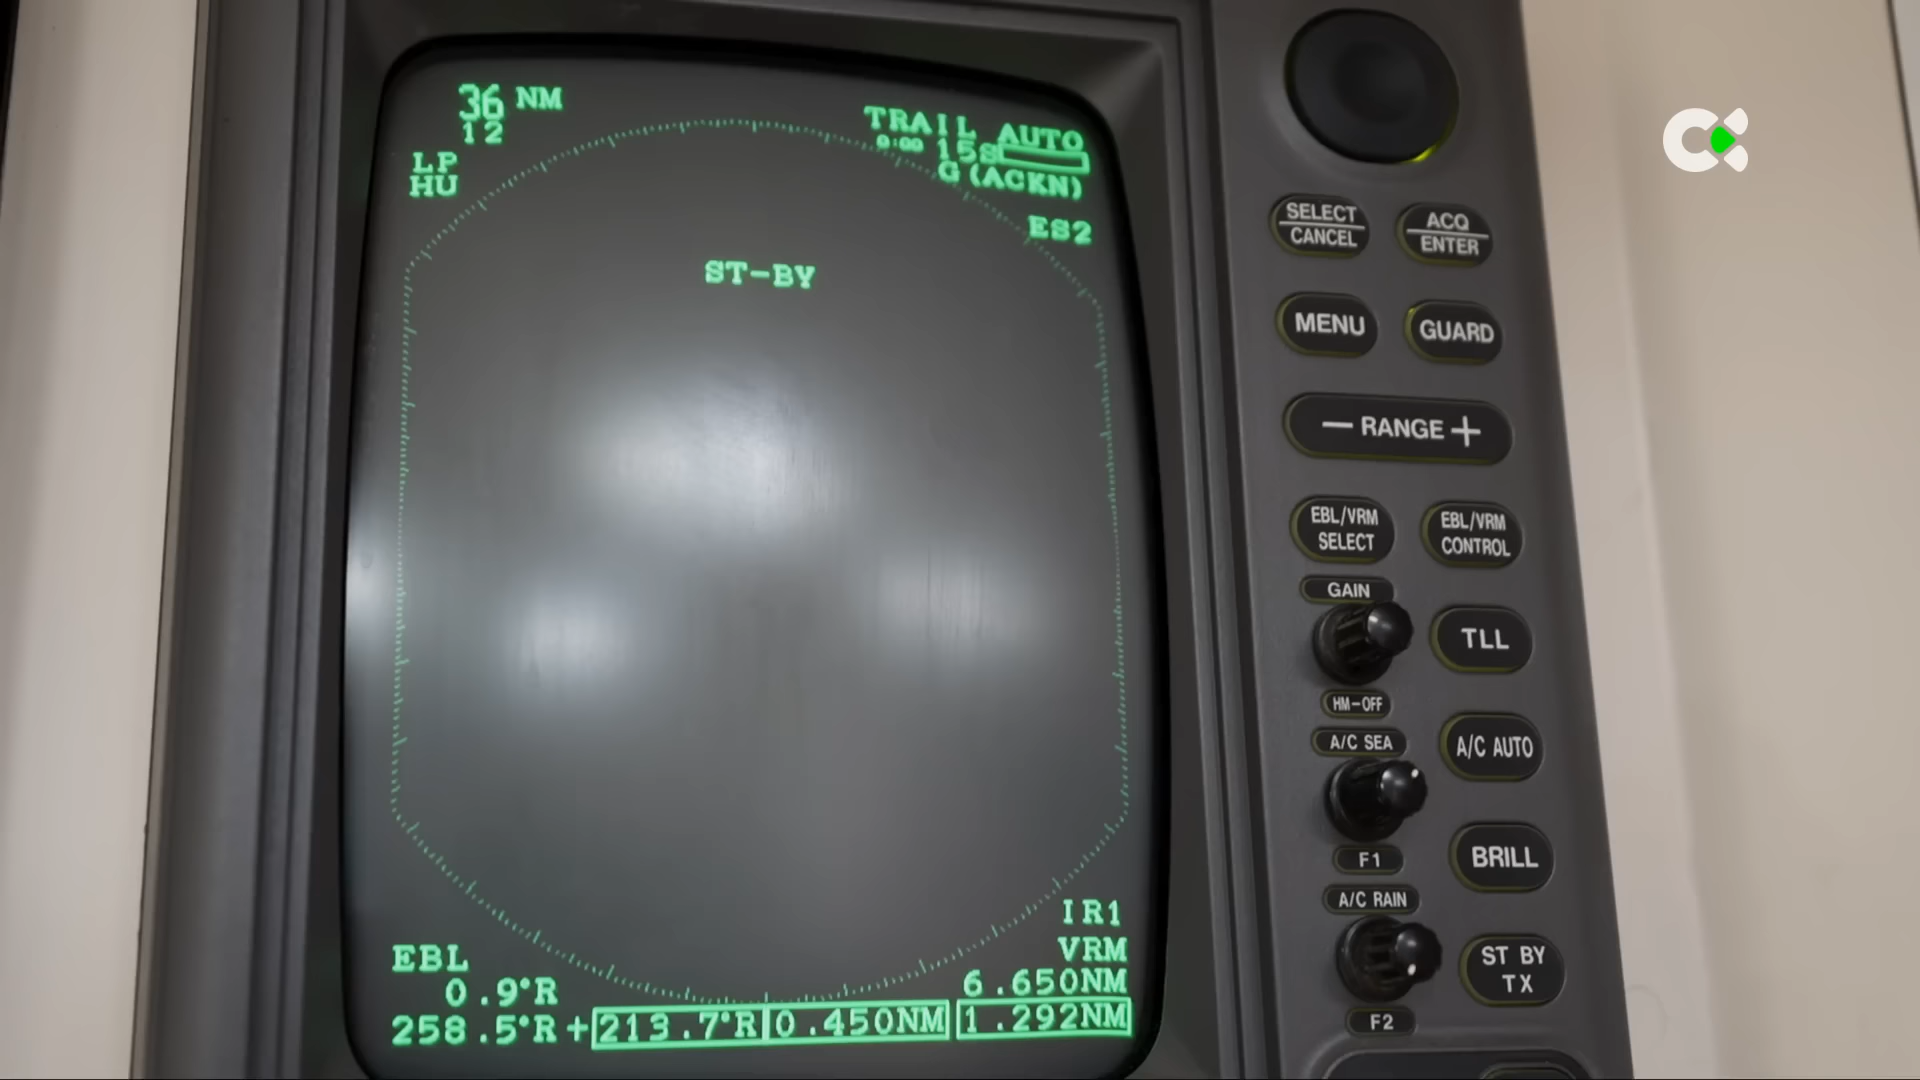 36 NM
12
LP
HU
TRAIL AUTO
0:00 15S
G(ACKN)
ES2
ST-BY
IR1
VRM
6.650NM
1.292NM
EBL
0.9°R
258.5°R+ 213.7°R 0.450NM
SELECT
CANCEL
ACQ
ENTER
MENU
GUARD
— RANGE +
EBL/VRM
SELECT
EBL/VRM
CONTROL
GAIN
TLL
HM-OFF
A/C SEA
A/C AUTO
F1
BRILL
A/C RAIN
ST BY
TX
F2